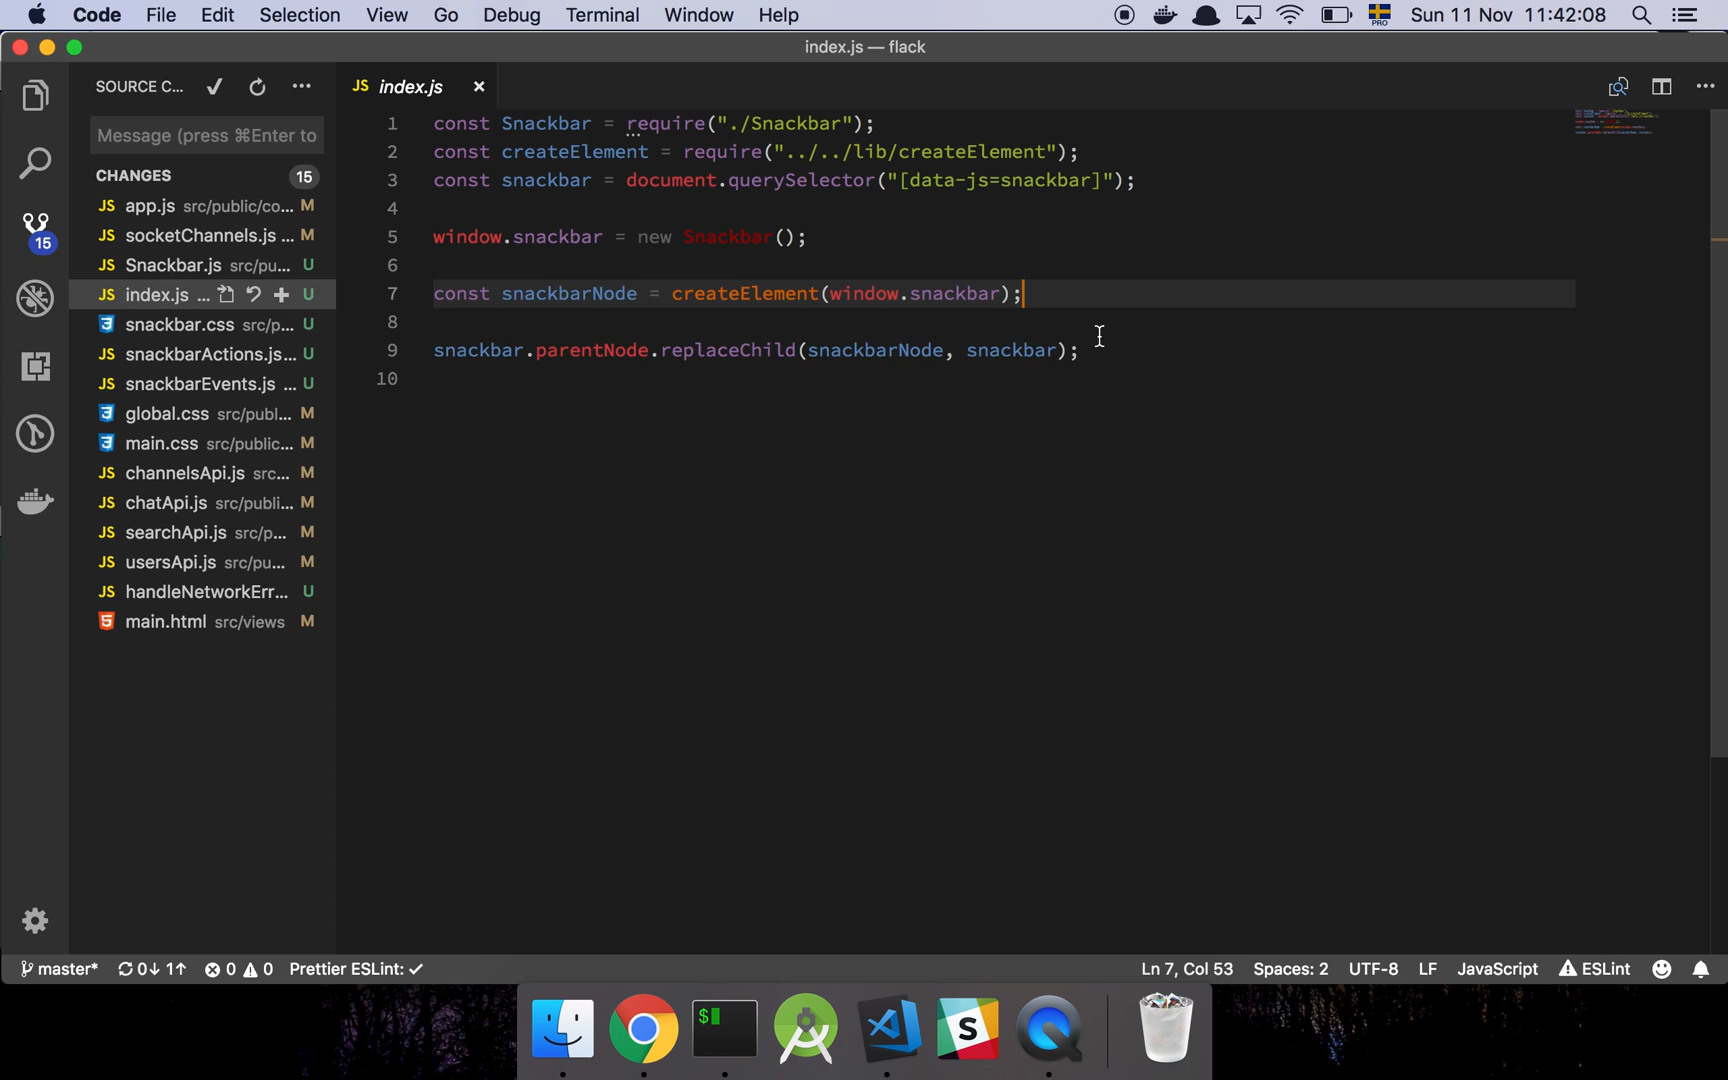 Code File Edit Selection View Go Debug Terminal Window Help PRO Sun 11 Nov 11:42:08
index.js — flack
SOURCE C... ...
JS index.js ...
Message (press ⌘Enter to
CHANGES 15
JS app.js src/public/co... M
JS socketChannels.js ... M
15
JS Snackbar.js src/pu... U
JS index.js ... U
3 snackbar.css src/p... U
JS snackbarActions.js... U
JS snackbarEvents.js ... U
3 global.css src/publ... M
3 main.css src/public... M
JS channelsApi.js src... M
JS chatApi.js src/publi... M
JS searchApi.js src/p... M
JS usersApi.js src/pu... M
JS handleNetworkErr... U
5 main.html src/views M
1 const Snackbar = require("./Snackbar");
2 const createElement = require("../../lib/createElement");
3 const snackbar = document.querySelector("[data-js=snackbar]");
4
5 window.snackbar = new Snackbar();
6
7 const snackbarNode = createElement(window.snackbar);
8
9 snackbar.parentNode.replaceChild(snackbarNode, snackbar);
10
master* 0↓ 1↑ 0 0 Prettier ESLint: ✓ Ln 7, Col 53 Spaces: 2 UTF-8 LF JavaScript ESLint
$
S